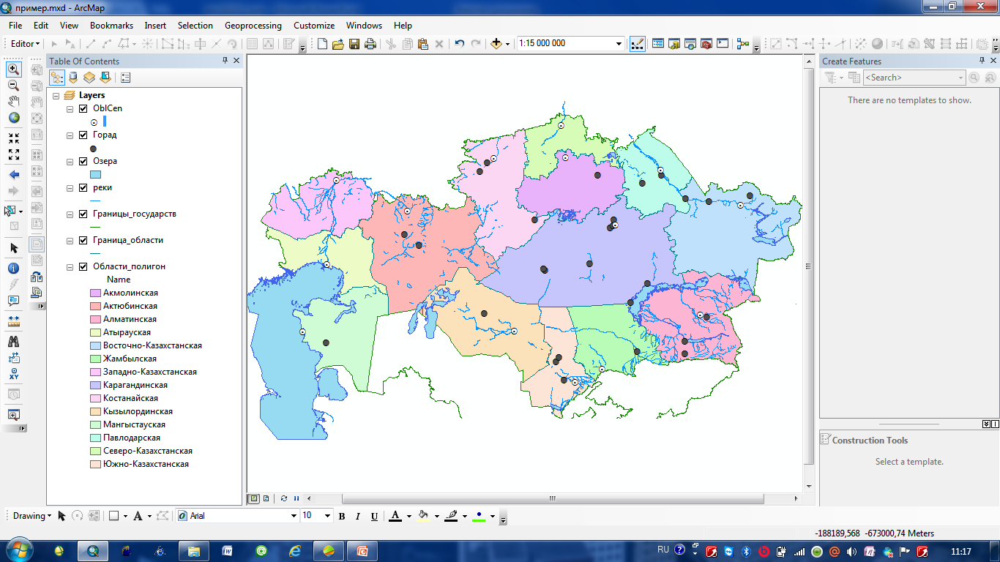 пример.mxd - ArcMap
File Edit View Bookmarks Insert Selection Geoprocessing Customize Windows Help
Editor 1:15 000 000
Table Of Contents
Create Features
<Search>
There are no templates to show.
Layers
OblCen
Горад
Озера
реки
Границы_государств
Граница_области
Области_полигон
Name
Акмолинская
Актюбинская
Алматинская
Атырауская
Восточно-Казахстанская
Жамбылская
Западно-Казахстанская
Карагандинская
Костанайская
Кызылординская
Мангыстауская
Павлодарская
Северо-Казахстанская
Южно-Казахстанская
XY
Construction Tools
Select a template.
Drawing A Arial 10 B I U A
-188189,568 -673000,74 Meters
RU 11:17